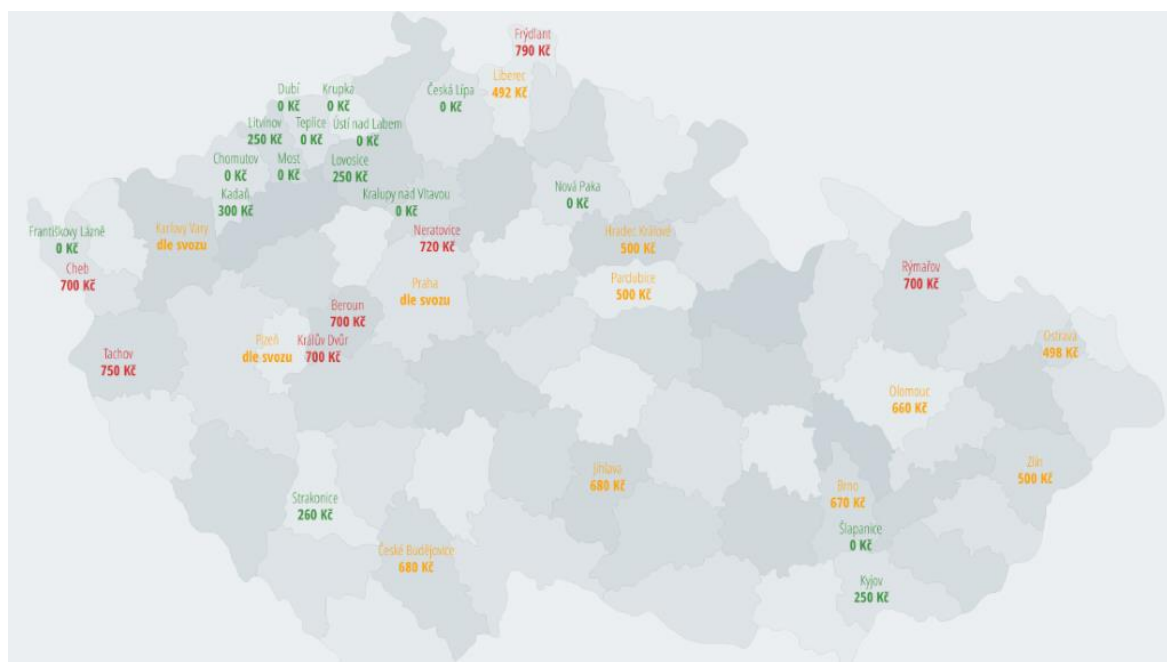 Frýdlant
790 Kč
Liberec
492 Kč
Dubí
0 Kč
Krupka
0 Kč
Česká Lípa
0 Kč
Litvínov
250 Kč
Teplice
0 Kč
Ústí nad Labem
0 Kč
Chomutov
0 Kč
Most
0 Kč
Lovosice
250 Kč
Kadaň
300 Kč
Kralupy nad Vltavou
0 Kč
Nová Paka
0 Kč
Františkovy Lázně
0 Kč
Karlovy Vary
dle svozu
Neratovice
720 Kč
Hradec Králové
500 Kč
Cheb
700 Kč
Praha
dle svozu
Pardubice
500 Kč
Rýmařov
700 Kč
Beroun
700 Kč
Plzeň
dle svozu
Králův Dvůr
700 Kč
Ostrava
498 Kč
Tachov
750 Kč
Olomouc
660 Kč
Jihlava
680 Kč
Zlín
500 Kč
Brno
670 Kč
Strakonice
260 Kč
Šlapanice
0 Kč
České Budějovice
680 Kč
Kyjov
250 Kč